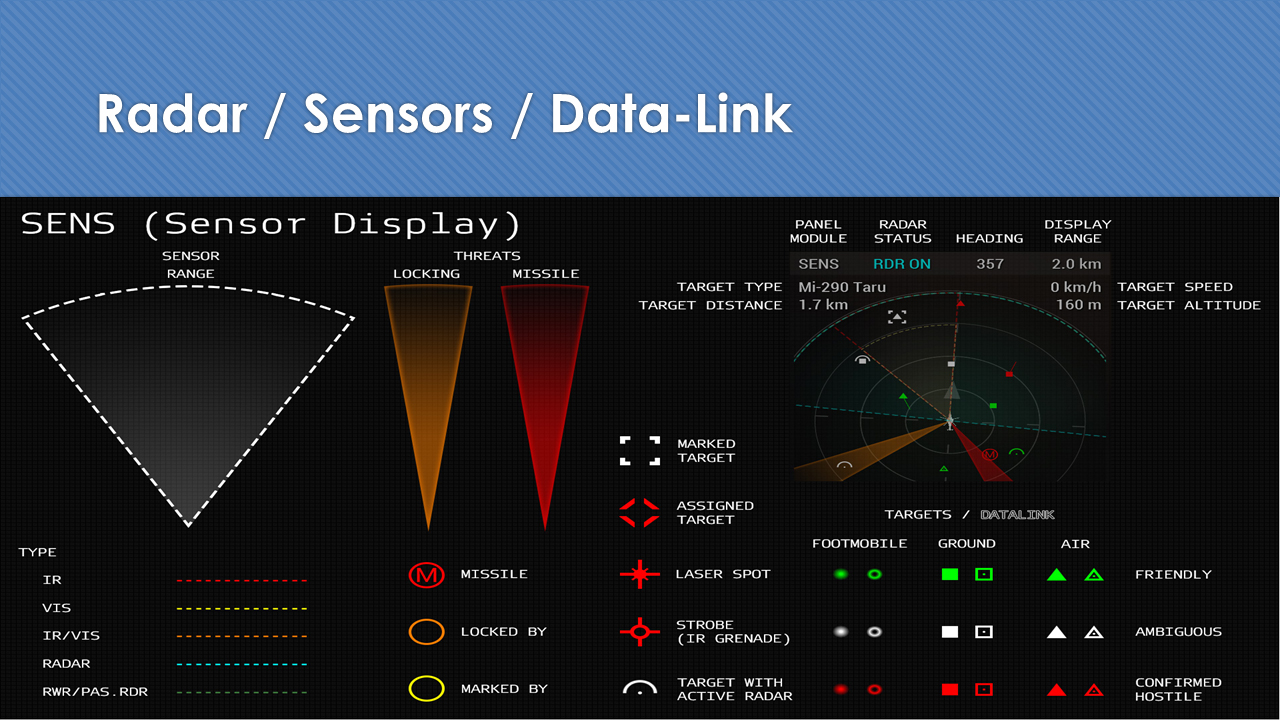 Radar / Sensors / Data-Link
SENS (Sensor Display)
SENSOR
RANGE
THREATS
LOCKING
MISSILE
PANEL
MODULE
RADAR
STATUS
HEADING
DISPLAY
RANGE
SENS
RDR ON
357
2.0 km
TARGET TYPE
Mi-290 Taru
0 km/h
TARGET SPEED
TARGET DISTANCE
1.7 km
160 m
TARGET ALTITUDE
M
MARKED
TARGET
ASSIGNED
TARGET
TYPE
IR
VIS
IR/VIS
RADAR
RWR/PAS.RDR
M
MISSILE
LOCKED BY
MARKED BY
LASER SPOT
STROBE
(IR GRENADE)
TARGET WITH
ACTIVE RADAR
TARGETS / DATALINK
FOOTMOBILE
GROUND
AIR
FRIENDLY
AMBIGUOUS
CONFIRMED
HOSTILE